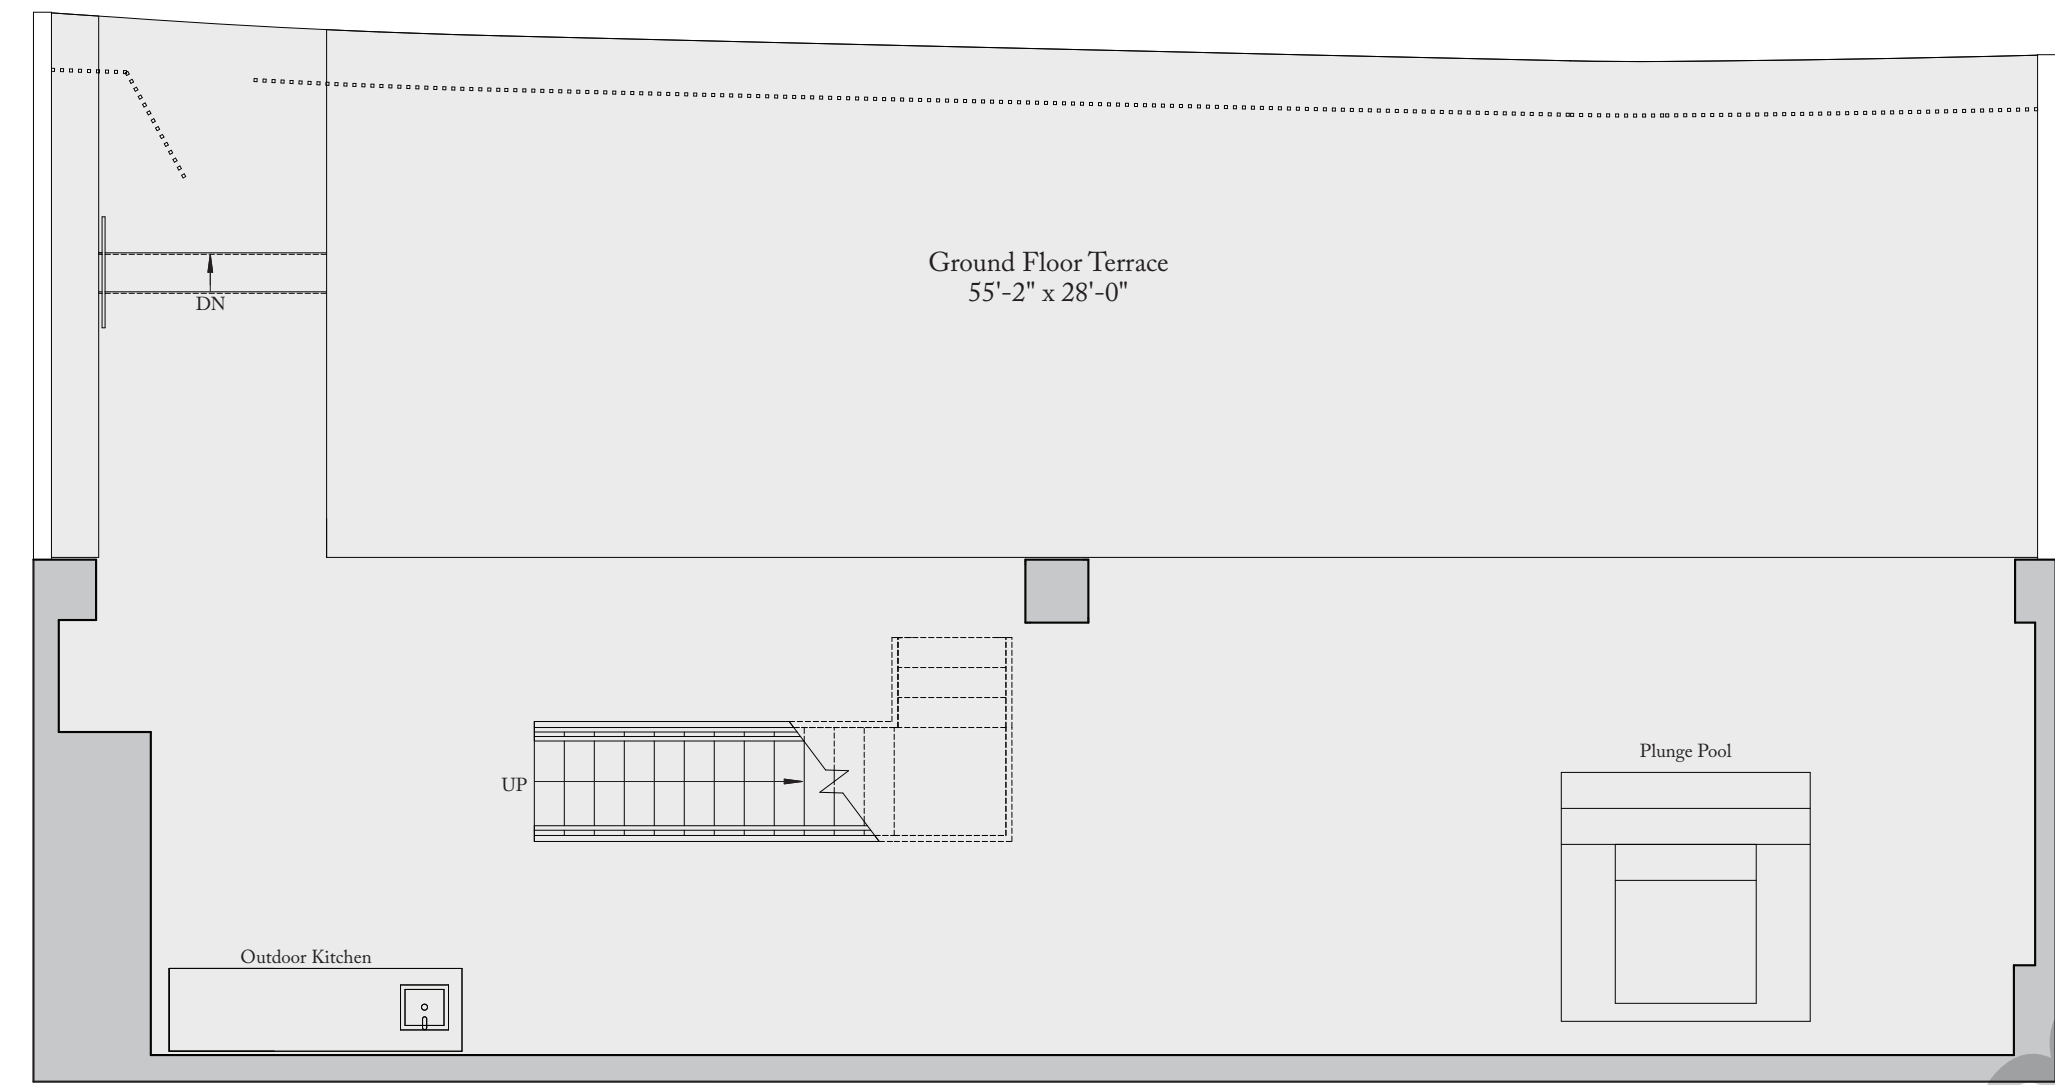 Ground Floor Terrace
55'-2" x 28'-0"
DN
Plunge Pool
UP
Outdoor Kitchen